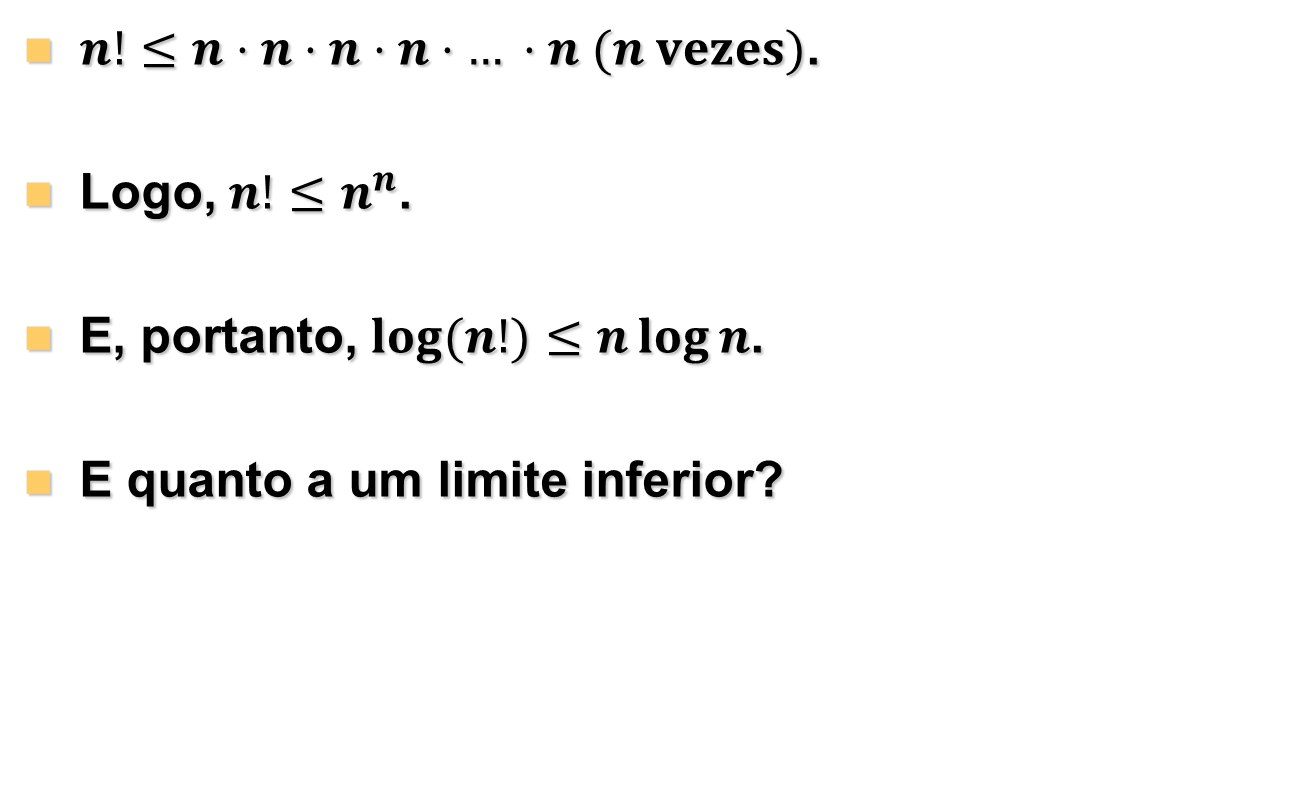 n! ≤ n ⋅ n ⋅ n ⋅ n ⋅ … ⋅ n (n vezes).
Logo, n! ≤ nⁿ.
E, portanto, log(n!) ≤ n log n.
E quanto a um limite inferior?